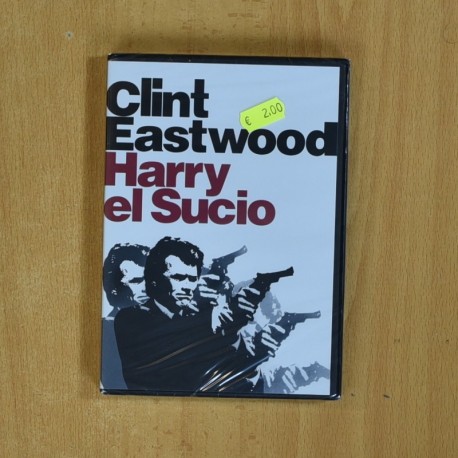 Clint
Eastwood
Harry
el Sucio
€ 2,00